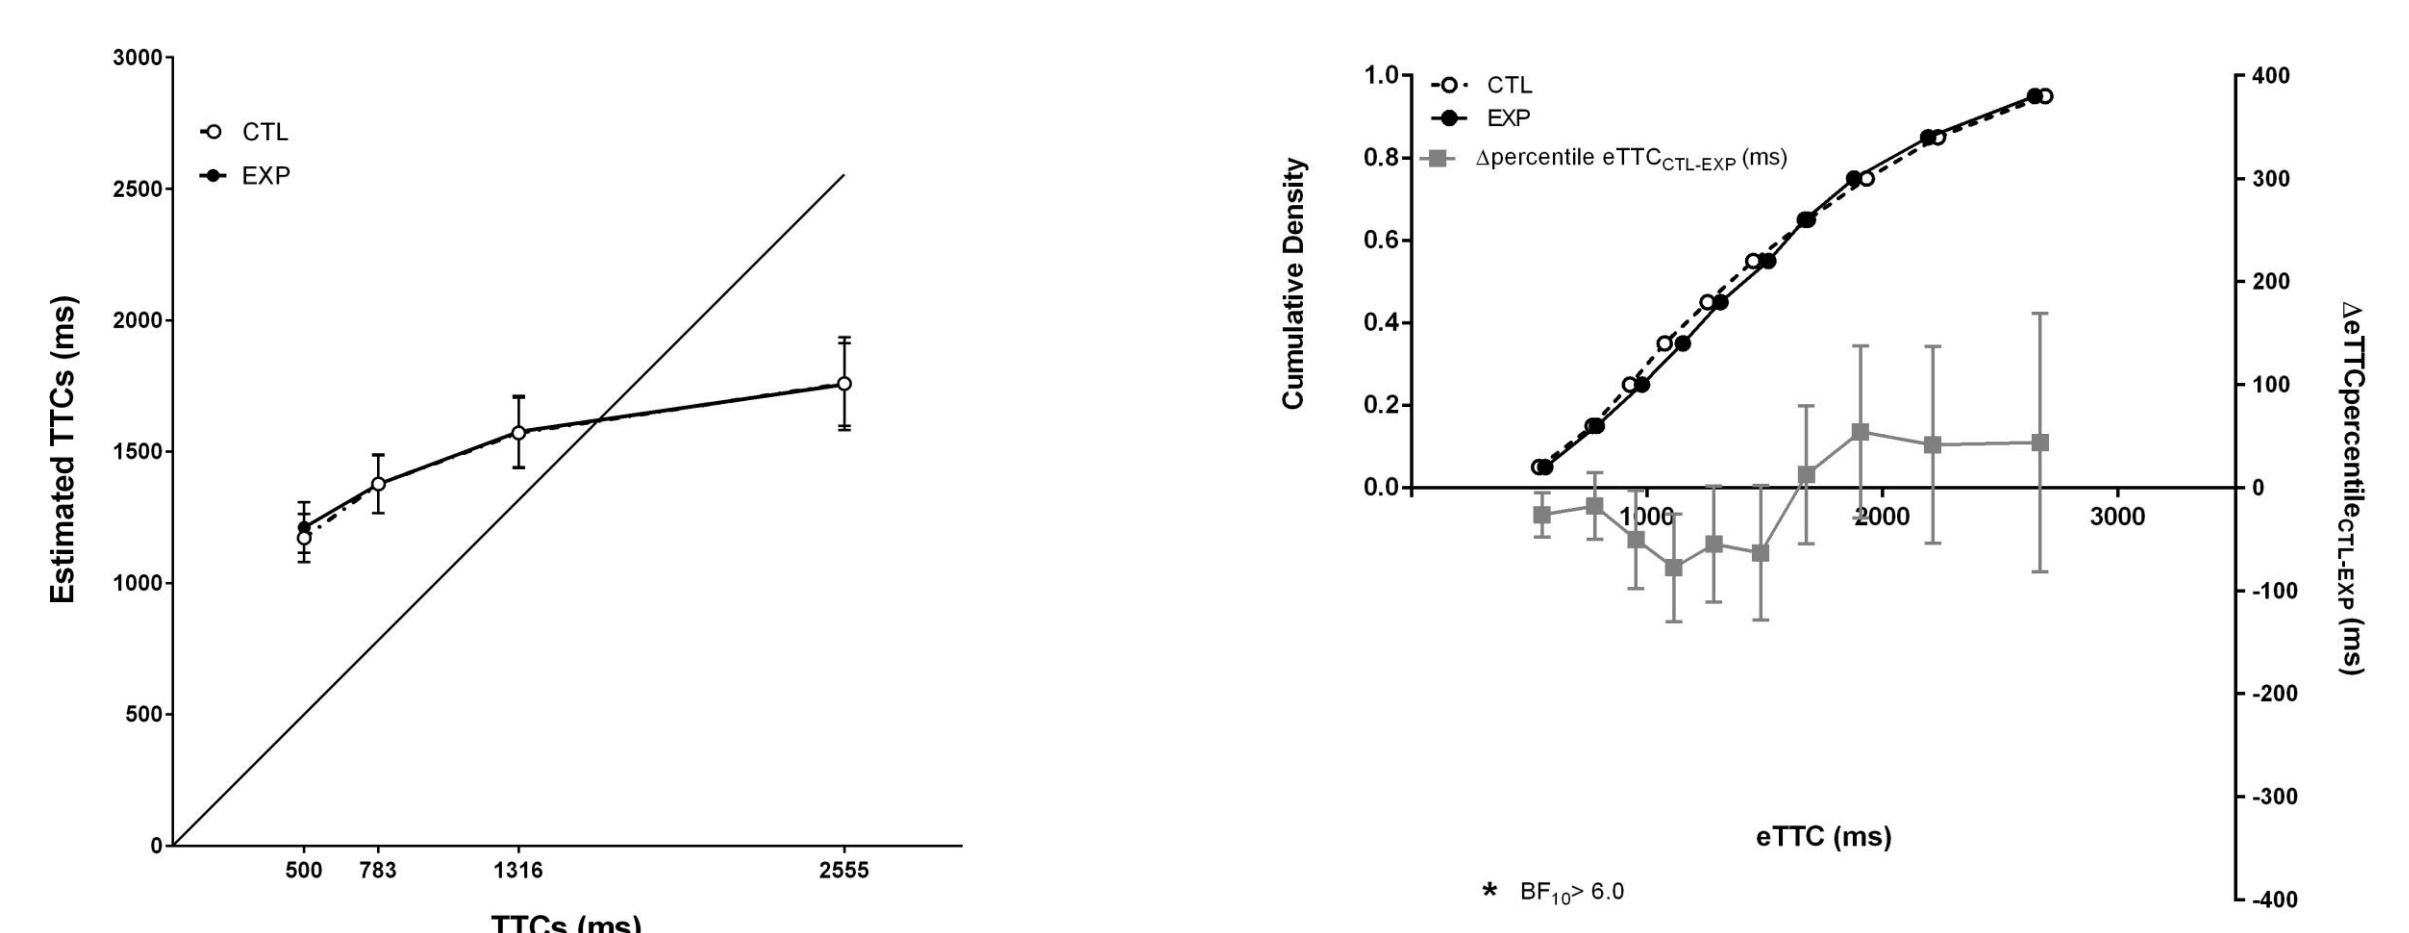 3000
2500
2000
1500
1000
500
0
Estimated TTCs (ms)
CTL
EXP
500 783 1316 2555
TTCs (ms)
1.0
0.8
0.6
0.4
0.2
0.0
Cumulative Density
CTL
EXP
Δpercentile eTTCCTL-EXP (ms)
1000 2000 3000
400
300
200
100
0
-100
-200
-300
-400
ΔeTTCpercentileCTL-EXP (ms)
eTTC (ms)
* BF10> 6.0